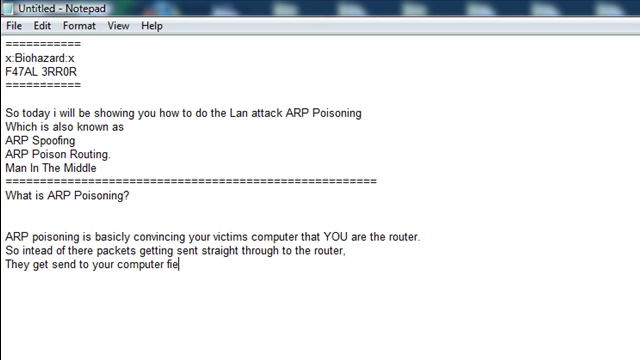 Untitled - Notepad
File Edit Format View Help
===========
x:Biohazard:x
F47AL 3RR0R
===========
So today i will be showing you how to do the Lan attack ARP Poisoning
Which is also known as
ARP Spoofing
ARP Poison Routing.
Man In The Middle
======================================================
What is ARP Poisoning?
ARP poisoning is basicly convincing your victims computer that YOU are the router.
So intead of there packets getting sent straight through to the router,
They get send to your computer fie